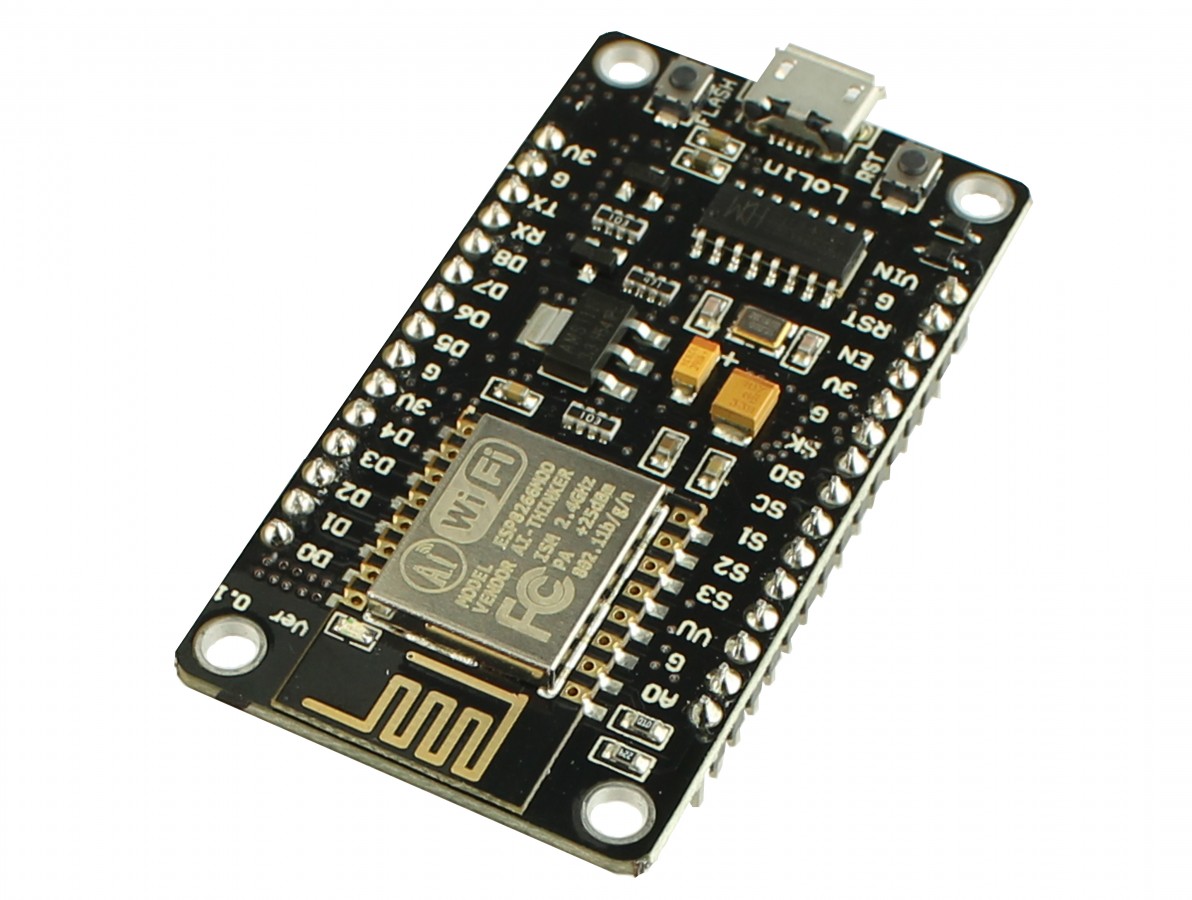 FLASH
RST
LoLin
3V
G
TX
RX
D8
D7
D6
D5
G
3V
D4
D3
D2
D1
D0
VIN
G
RST
EN
3V
G
SK
SO
SC
S1
S2
S3
VU
G
A0
+
E01
Ai
WiFi
MODEL ESP8266MOD
VENDOR AI-THINKER
ISM 2.4GHz
PA +25dBm
802.11b/g/n
FC
Ver 0.1